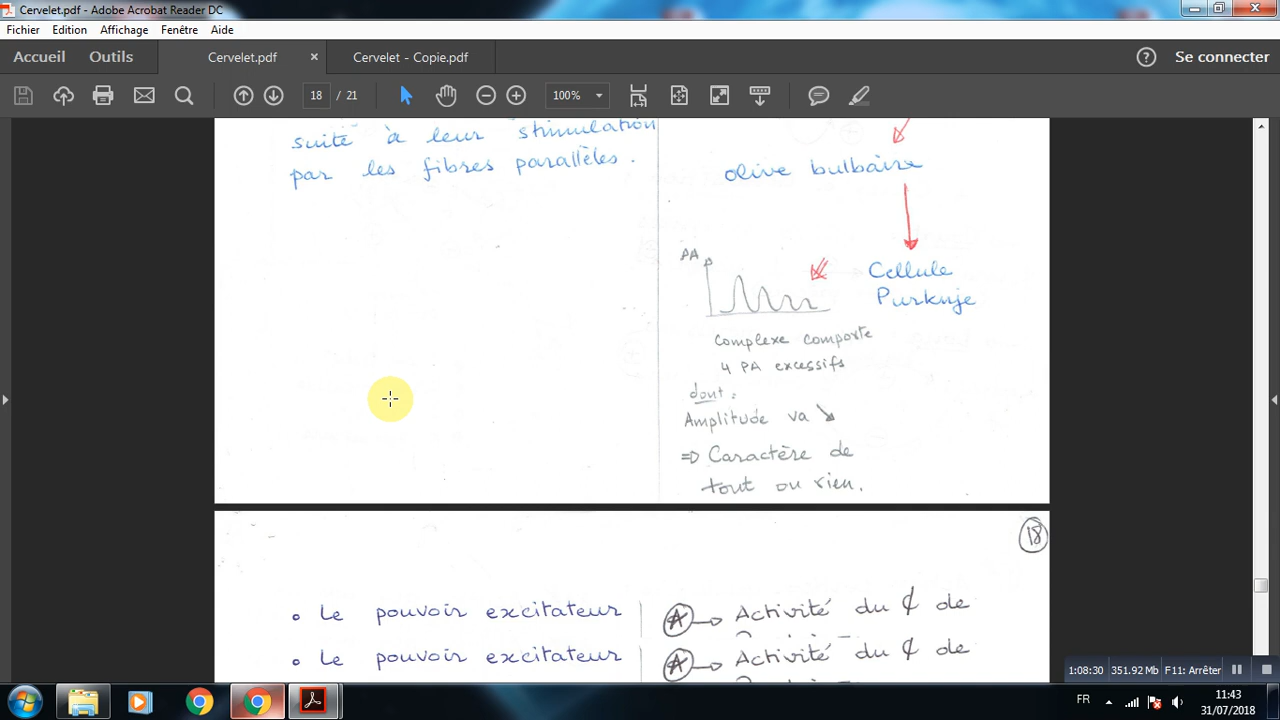 Cervelet.pdf - Adobe Acrobat Reader DC
Fichier Edition Affichage Fenêtre Aide
Accueil Outils Cervelet.pdf × Cervelet - Copie.pdf ? Se connecter
18 / 21 100%
suite à leur stimulation
par les fibres parallèles.
olive bulbaire
PA
Cellule
Purkuje
Complexe comporte
4 PA excessifs
dont :
Amplitude va ↘
⇒ Caractère de
tout ou rien.
18
• Le pouvoir excitateur
A → Activité du ₵ de
• Le pouvoir excitateur
A → Activité du ₵ de
1:08:30 351.92 Mb F11: Arrêter
FR 11:43
31/07/2018